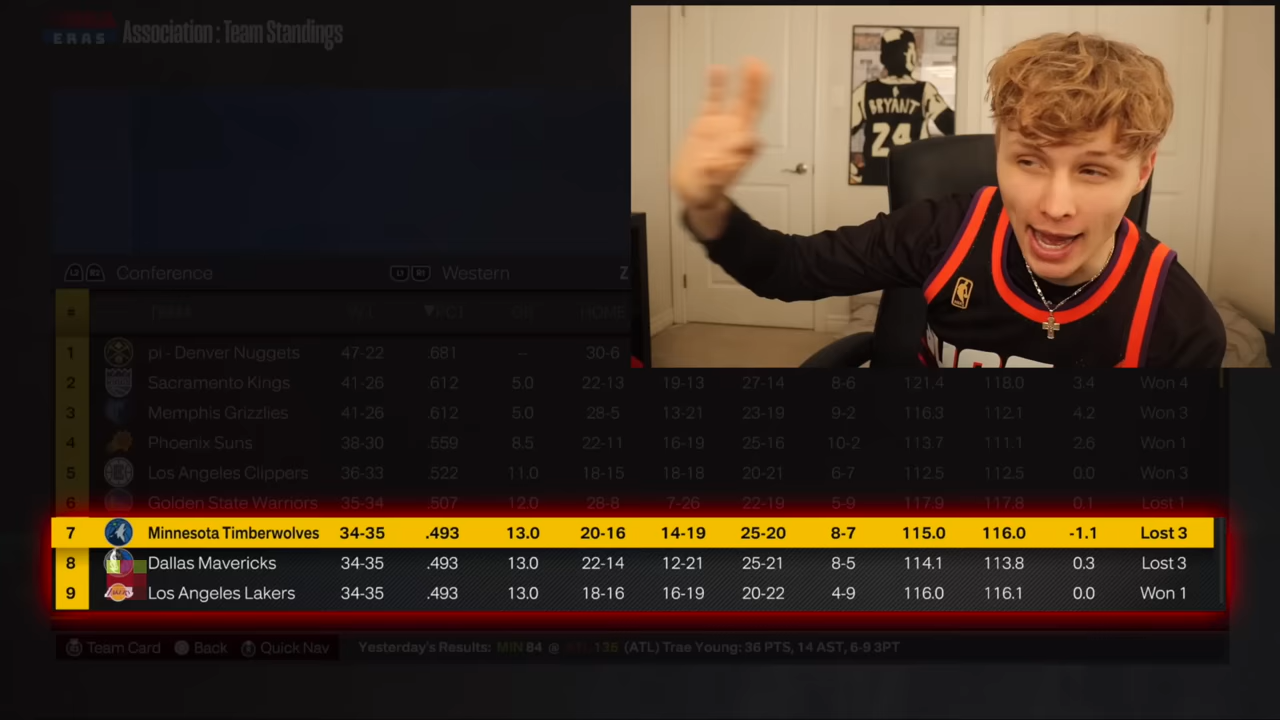 ERAS Association : Team Standings
BRYANT
24
L2 R2 Conference L1 R1 Western Z
#
1 pi - Denver Nuggets 47-22 .681 -- 30-6
2 Sacramento Kings 41-26 .612 5.0 22-13 19-13 27-14 8-6 121.4 118.0 3.4 Won 4
3 Memphis Grizzlies 41-26 .612 5.0 28-5 13-21 23-19 9-2 116.3 112.1 4.2 Won 3
4 Phoenix Suns 38-30 .559 8.5 22-11 16-19 25-16 10-2 113.7 111.1 2.6 Won 1
5 Los Angeles Clippers 36-33 .522 11.0 18-15 18-18 20-21 6-7 112.5 112.5 0.0 Won 3
6 Golden State Warriors 35-34 .507 12.0 28-8 7-26 22-19 5-9 117.9 117.8 0.1 Lost 1
7 Minnesota Timberwolves 34-35 .493 13.0 20-16 14-19 25-20 8-7 115.0 116.0 -1.1 Lost 3
8 Dallas Mavericks 34-35 .493 13.0 22-14 12-21 25-21 8-5 114.1 113.8 0.3 Lost 3
9 Los Angeles Lakers 34-35 .493 13.0 18-16 16-19 20-22 4-9 116.0 116.1 0.0 Won 1
Team Card Back Quick Nav Yesterday's Results: MIN 84 @ ATL 136 (ATL) Trae Young: 36 PTS, 14 AST, 6-9 3PT